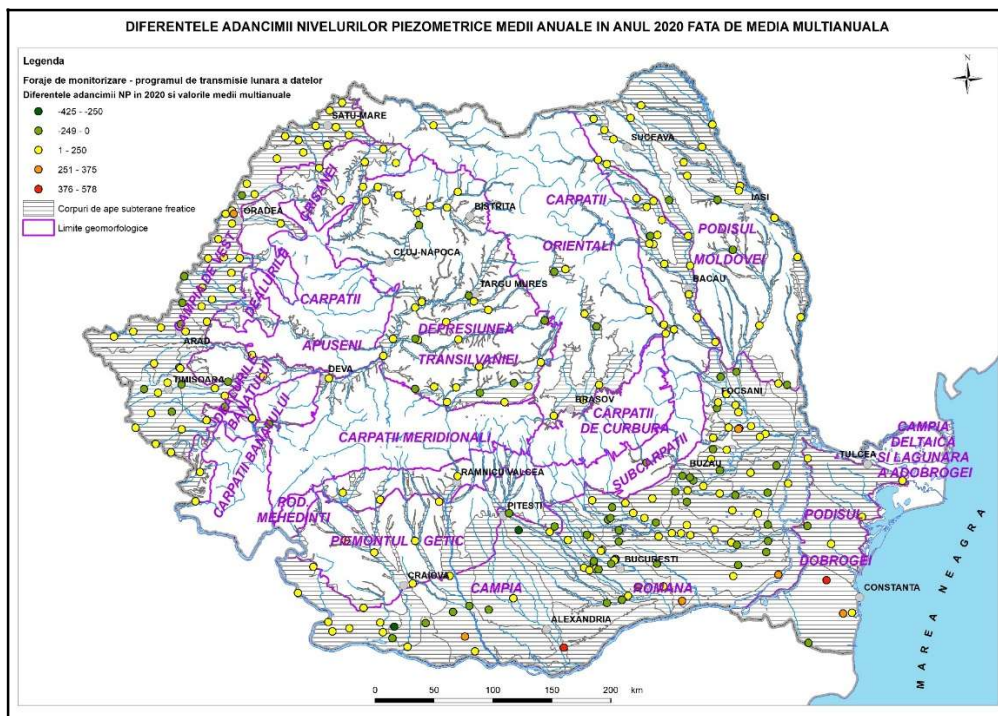 DIFERENTELE ADANCIMII NIVELURILOR PIEZOMETRICE MEDII ANUALE IN ANUL 2020 FATA DE MEDIA MULTIANUALA
Legenda
Foraje de monitorizare - programul de transmisie lunara a datelor
Diferentele adancimii NP in 2020 si valorile medii multianuale
-425 - -250
-249 - 0
1 - 250
251 - 375
376 - 578
Corpuri de ape subterane freatice
Limite geomorfologice
N
SATU-MARE
SUCEAVA
ORADEA
CRISANEI
BISTRITA
CARPATII
IASI
PODISUL
CLUJ-NAPOCA
ORIENTALI
MOLDOVEI
CAMPIA DE VEST
DEALURILE
TARGU MURES
BACAU
CARPATII
DEPRESIUNEA
ARAD
APUSENI
TRANSILVANIEI
TIMISOARA
DEALURILE
BANATULUI
DEVA
FOCSANI
BRASOV
CARPATII
DE CURBURA
CAMPIA
DELTAICA
SI LAGUNARA
A ADOBROGEI
CARPATII MERIDIONALI
CARPATII BANATULUI
SUBCARPATII
TULCEA
RAMNICU VALCEA
BUZAU
POD.
MEHEDINTI
PITESTI
PODISUL
PIEMONTUL GETIC
BUCURESTI
DOBROGEI
CRAIOVA
CAMPIA
ROMANA
CONSTANTA
ALEXANDRIA
MAREA NEAGRA
0 50 100 150 200 km